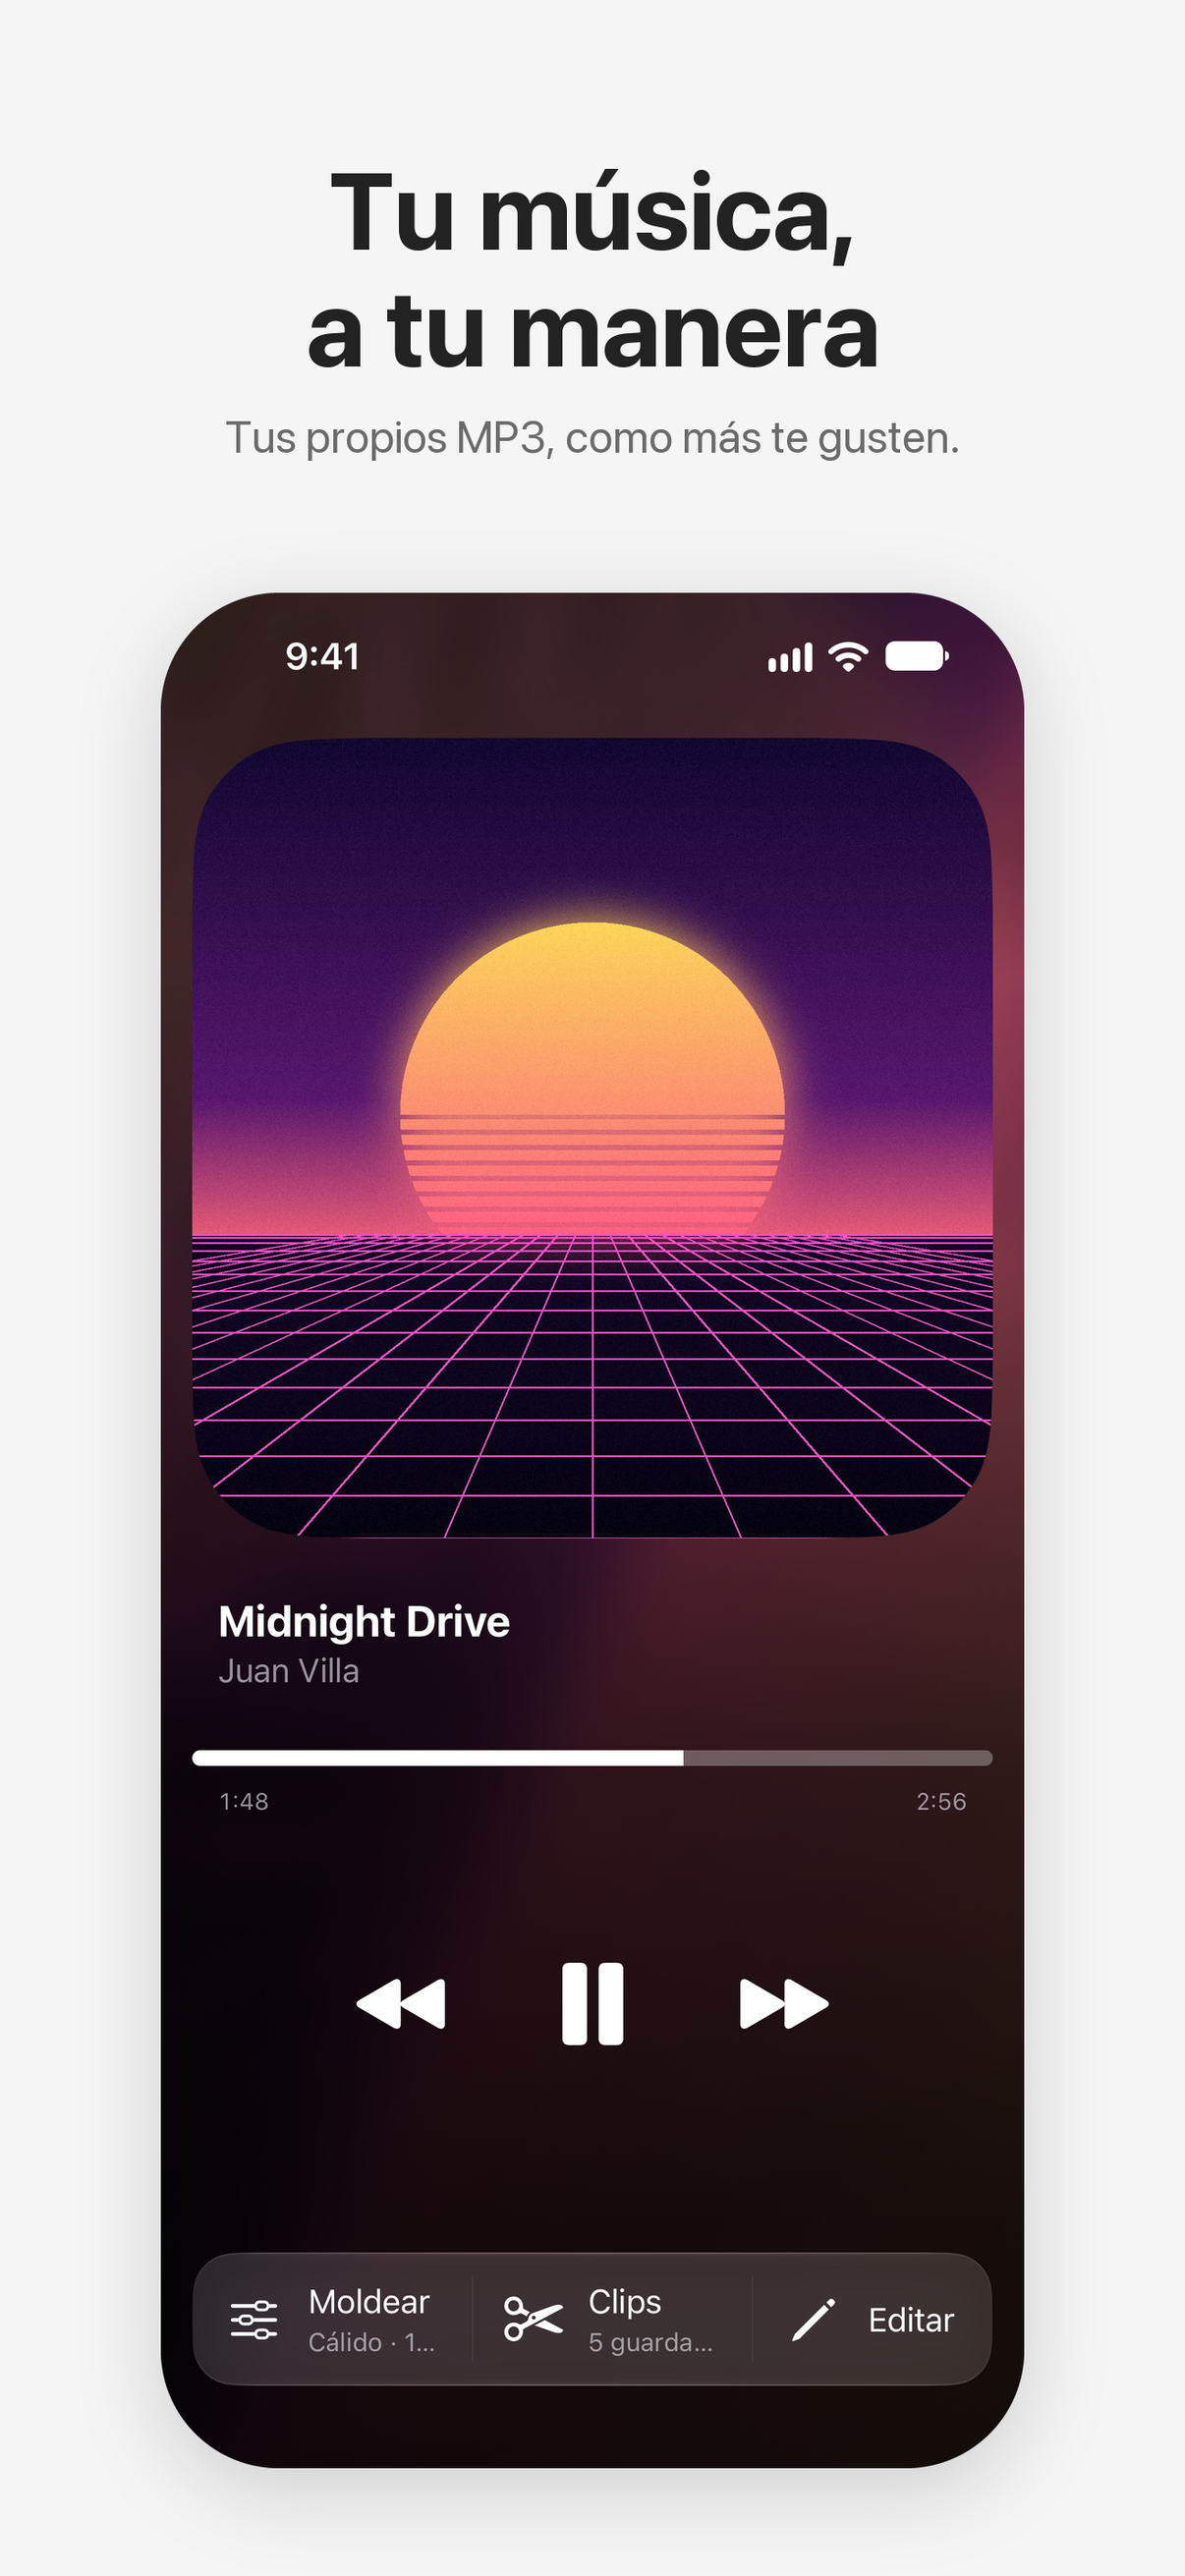 Tu música,
a tu manera
Tus propios MP3, como más te gusten.
9:41
Midnight Drive
Juan Villa
1:48
2:56
Moldear
Cálido · 1...
Clips
5 guarda...
Editar